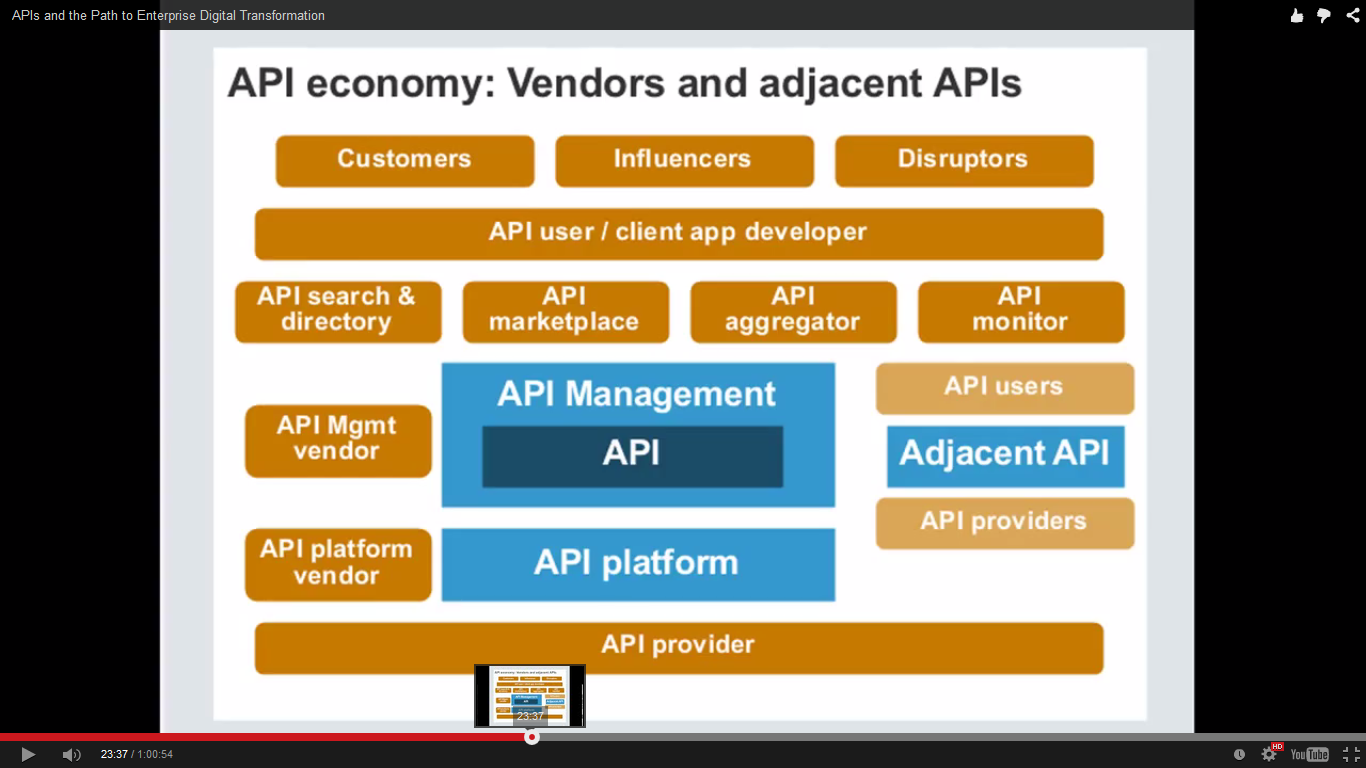 APIs and the Path to Enterprise Digital Transformation
API economy: Vendors and adjacent APIs
Customers
Influencers
Disruptors
API user / client app developer
API search &
directory
API
marketplace
API
aggregator
API
monitor
API Management
API
API Mgmt
vendor
API users
Adjacent API
API providers
API platform
vendor
API platform
API provider
23:37
23:37 / 1:00:54
HD
YouTube